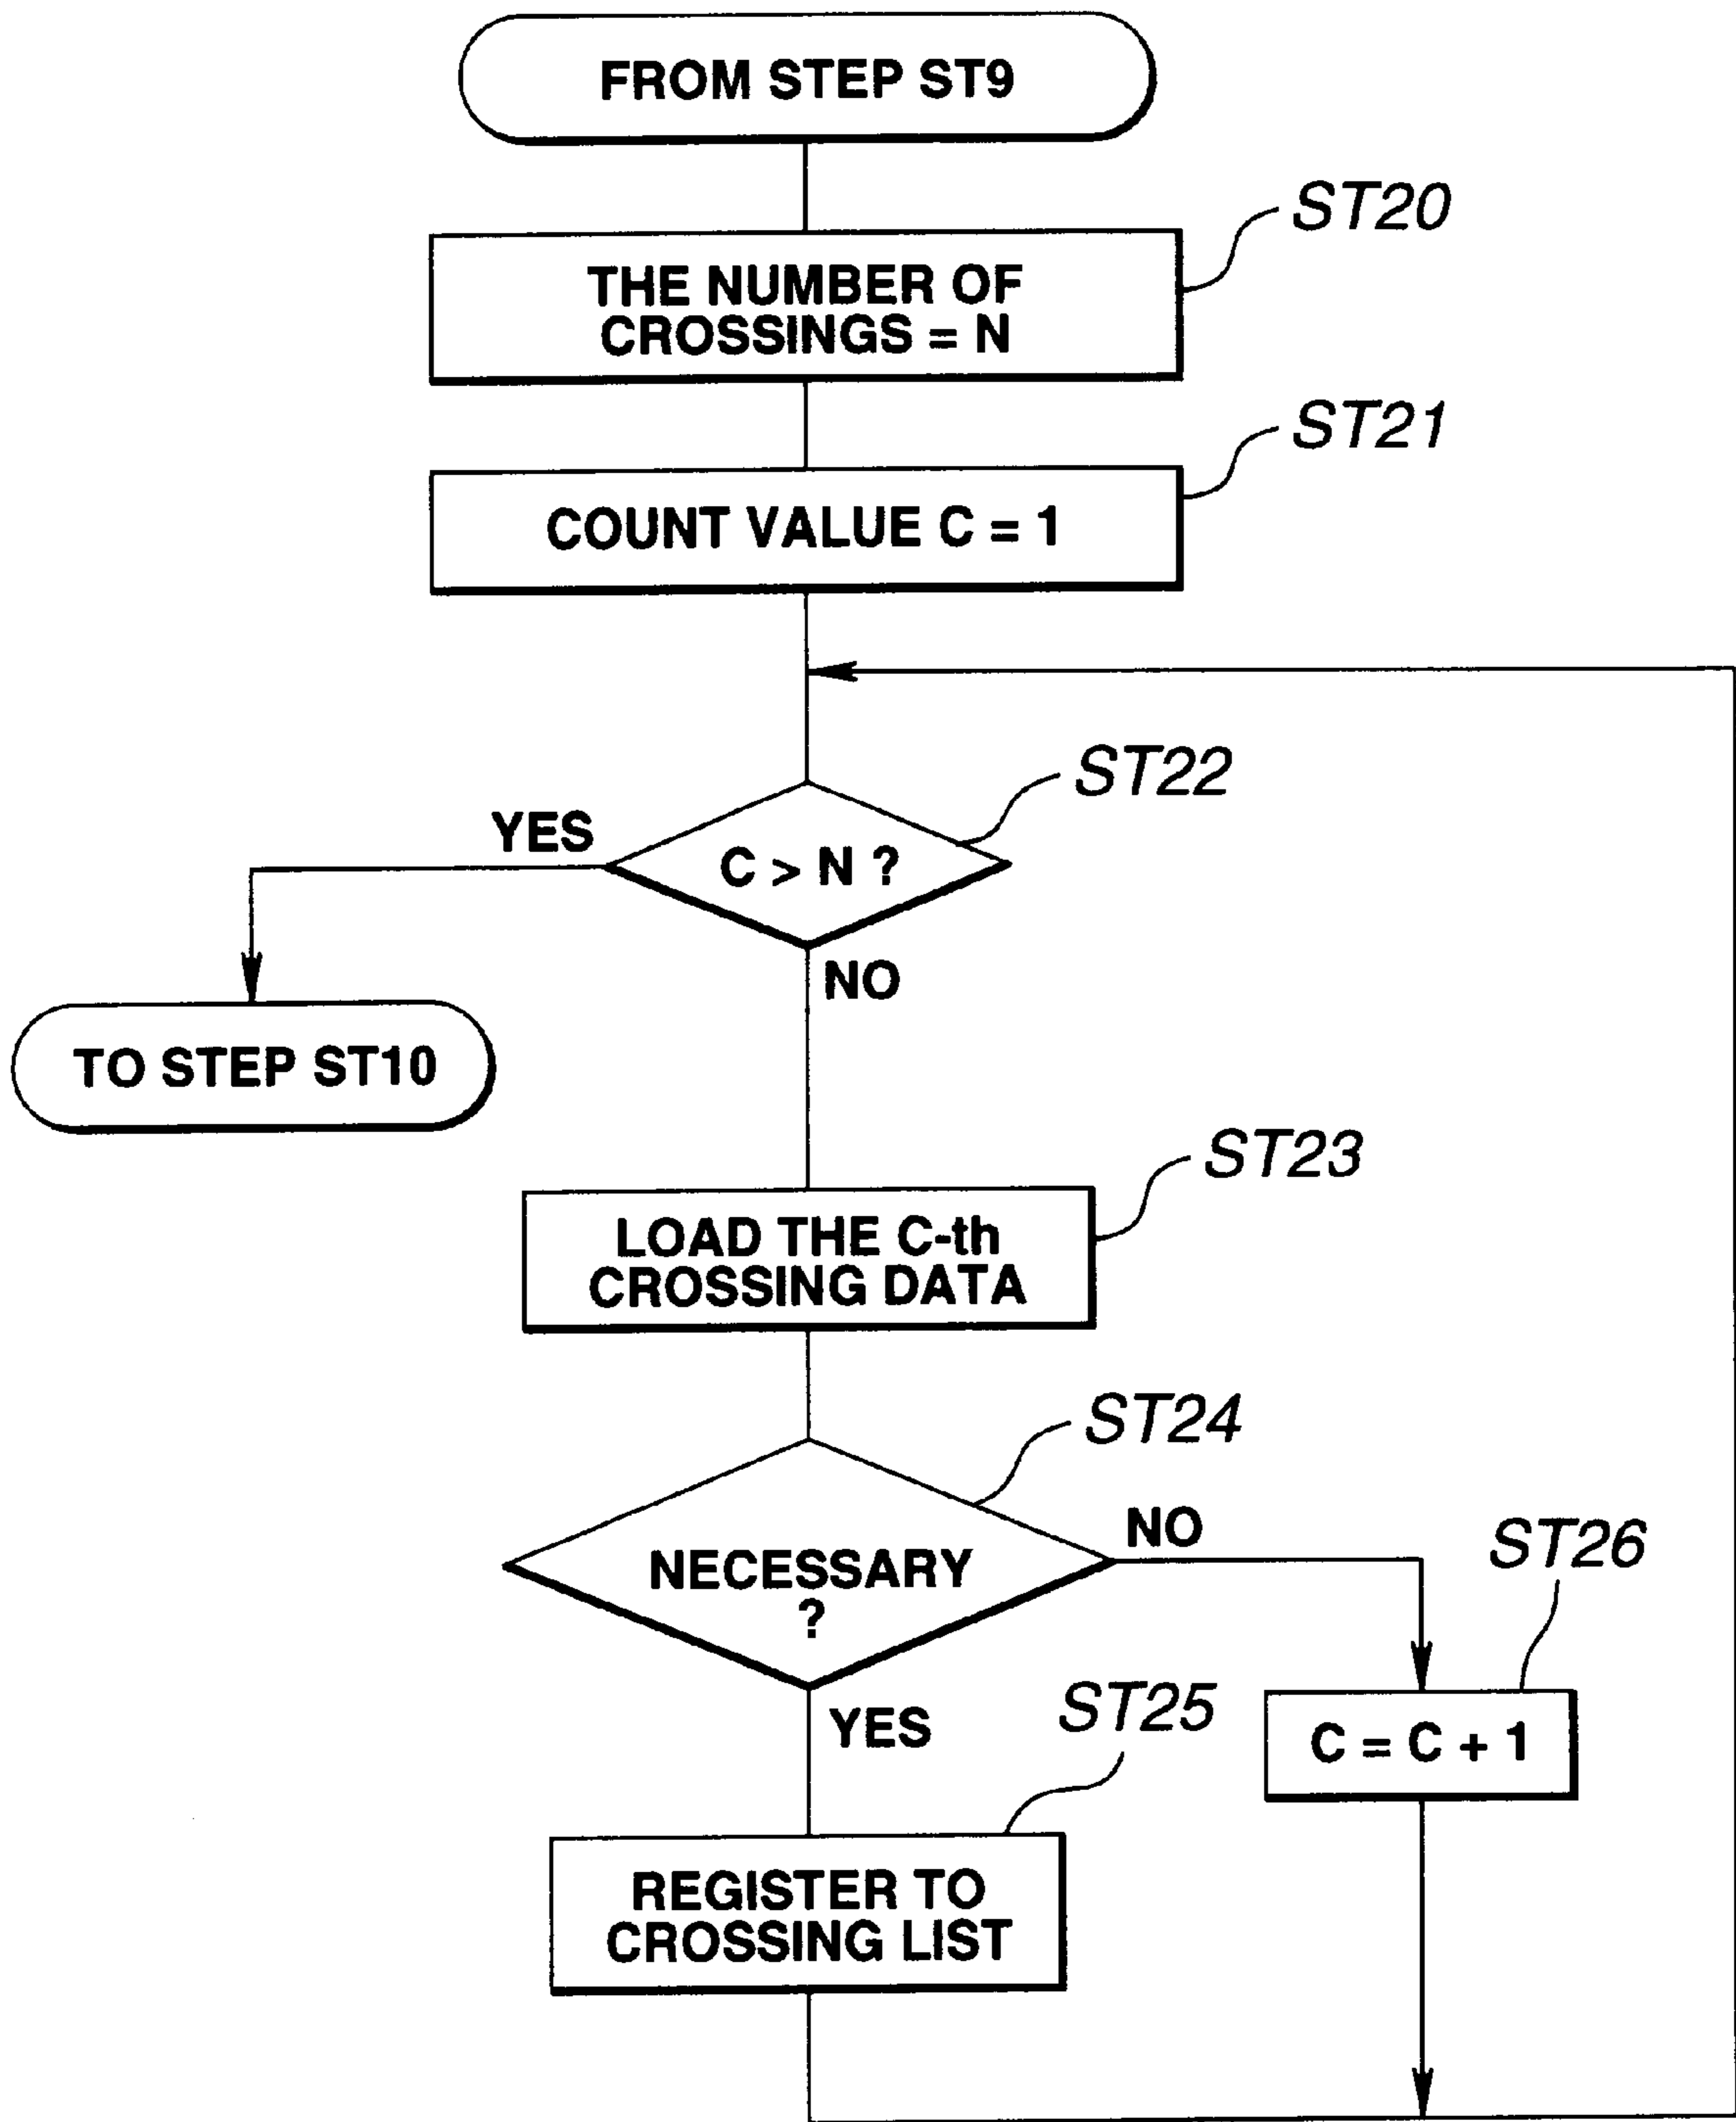 FROM STEP ST9
ST20
THE NUMBER OF
CROSSINGS = N
ST21
COUNT VALUE C = 1
ST22
YES
C > N ?
NO
TO STEP ST10
ST23
LOAD THE C-th
CROSSING DATA
ST24
NO
ST26
NECESSARY
?
YES
ST25
C = C + 1
REGISTER TO
CROSSING LIST